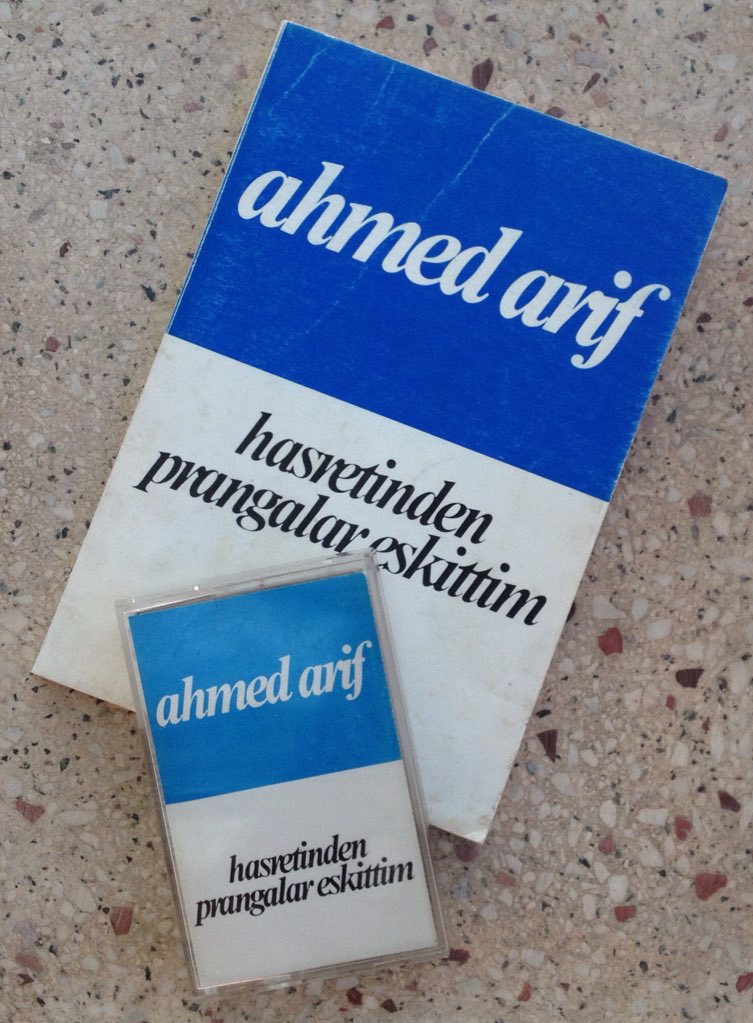 ahmed arif
hasretinden
prangalar eskittim
ahmed arif
hasretinden
prangalar eskittim